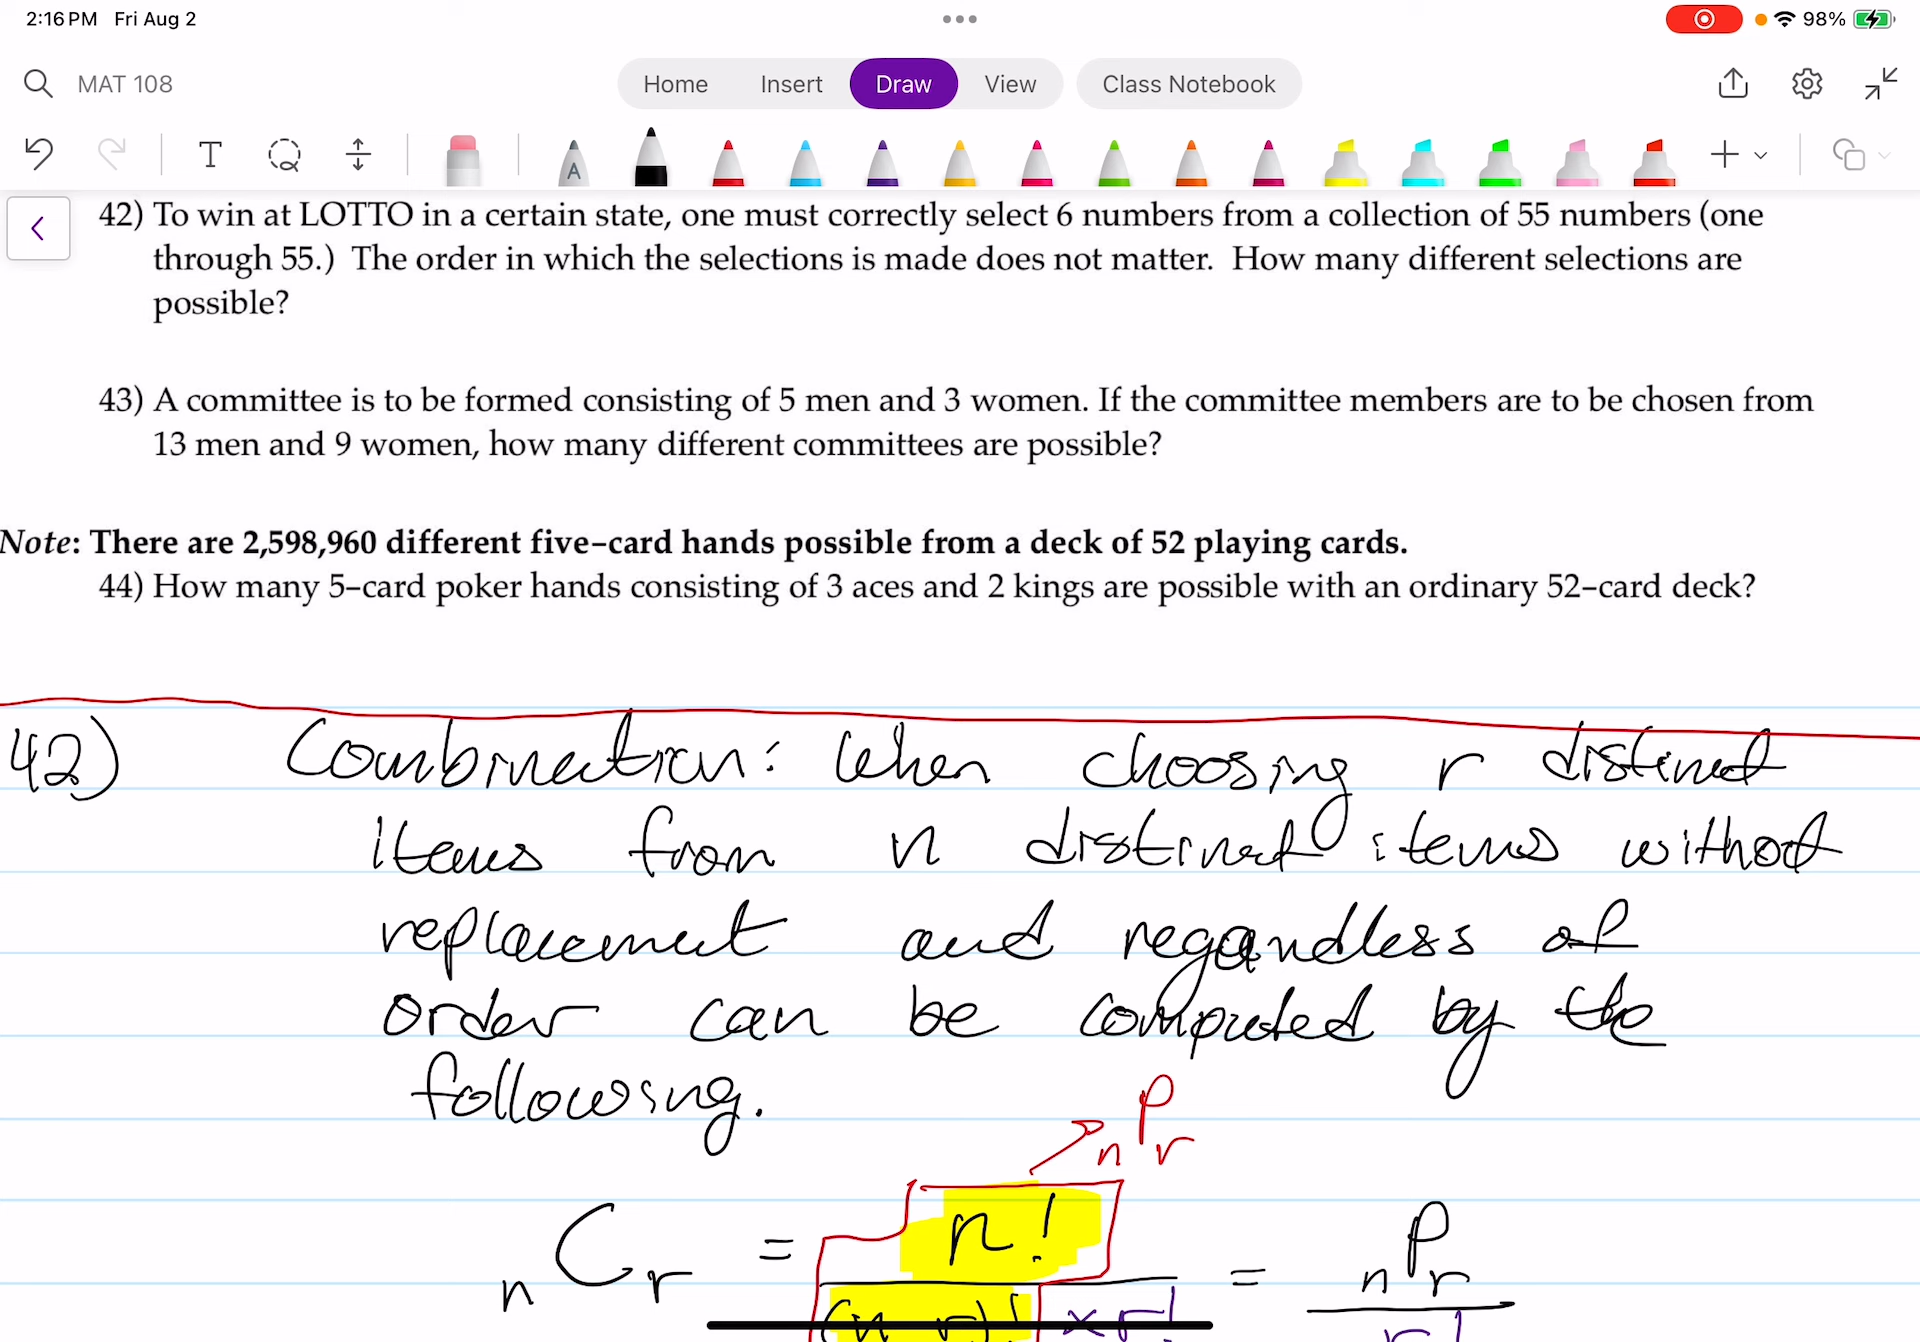 2:16 PM Fri Aug 2
98%
MAT 108
Home Insert Draw View Class Notebook
T
A
42) To win at LOTTO in a certain state, one must correctly select 6 numbers from a collection of 55 numbers (one
through 55.) The order in which the selections is made does not matter. How many different selections are
possible?
43) A committee is to be formed consisting of 5 men and 3 women. If the committee members are to be chosen from
13 men and 9 women, how many different committees are possible?
Note: There are 2,598,960 different five-card hands possible from a deck of 52 playing cards.
44) How many 5-card poker hands consisting of 3 aces and 2 kings are possible with an ordinary 52-card deck?
42) Combination: When choosing r distinct
items from n distinct items without
replacement and regardless of
order can be computed by the
following.
nPr
nCr = n! = nPr
(n-r)! × r! r!